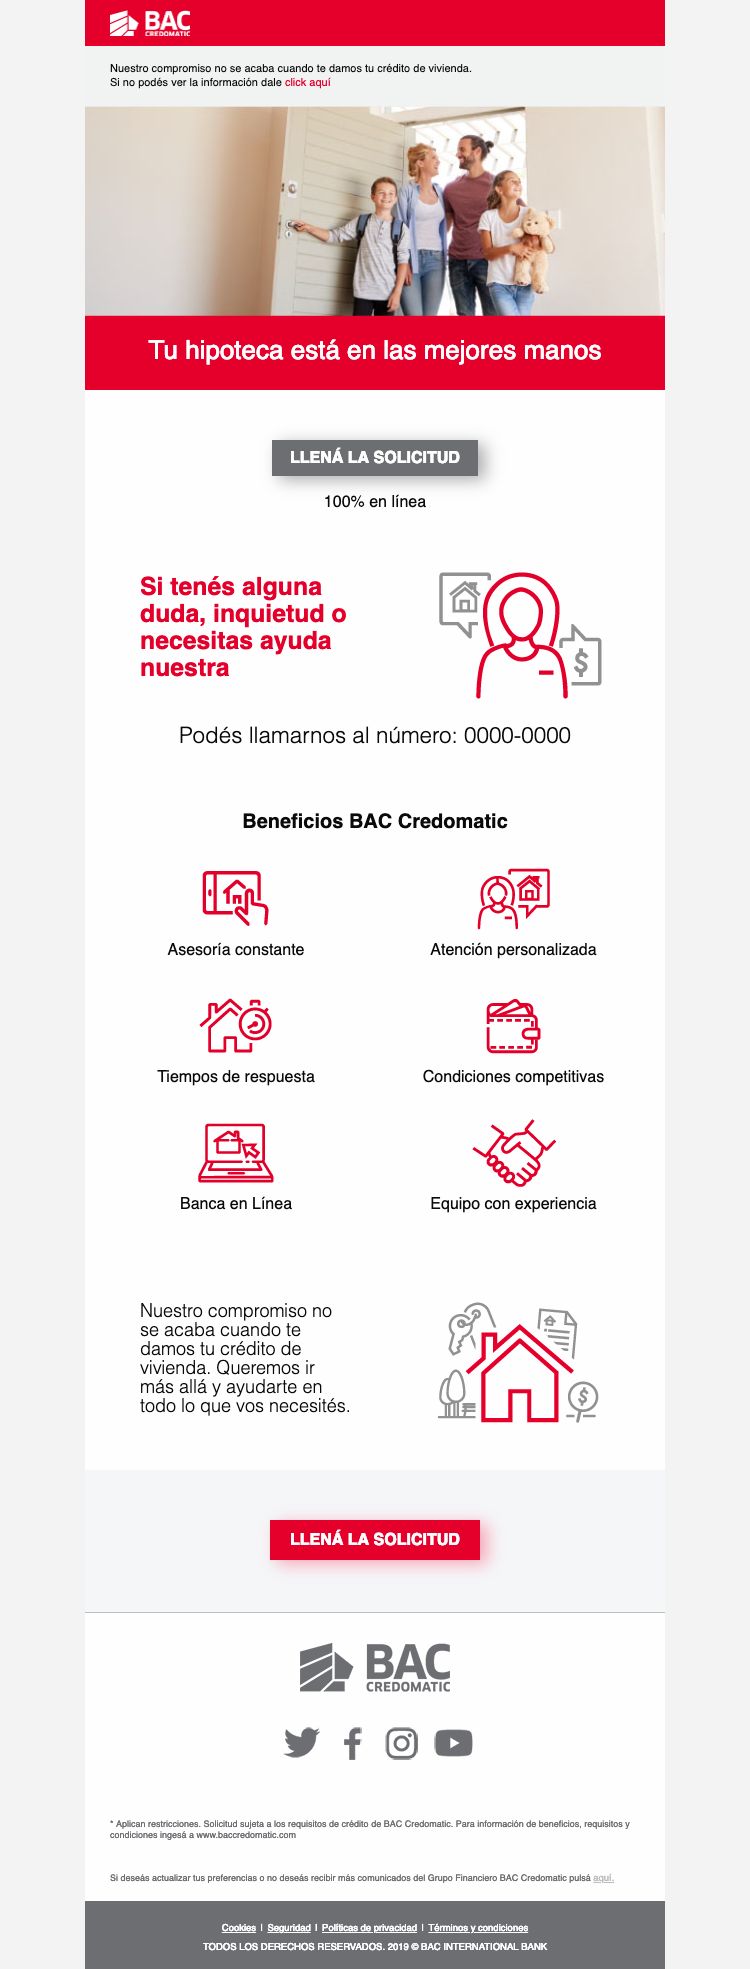 BAC
CREDOMATIC
Nuestro compromiso no se acaba cuando te damos tu crédito de vivienda.
Si no podés ver la información dale click aquí
Tu hipoteca está en las mejores manos
LLENÁ LA SOLICITUD
100% en línea
Si tenés alguna
duda, inquietud o
necesitas ayuda
nuestra
$
Podés llamarnos al número: 0000-0000
Beneficios BAC Credomatic
Asesoría constante
Atención personalizada
Tiempos de respuesta
Condiciones competitivas
Banca en Línea
Equipo con experiencia
Nuestro compromiso no
se acaba cuando te
damos tu crédito de
vivienda. Queremos ir
más allá y ayudarte en
todo lo que vos necesités.
$
LLENÁ LA SOLICITUD
BAC
CREDOMATIC
* Aplican restricciones. Solicitud sujeta a los requisitos de crédito de BAC Credomatic. Para información de beneficios, requisitos y
condiciones ingesá a www.baccredomatic.com
Si deseás actualizar tus preferencias o no deseás recibir más comunicados del Grupo Financiero BAC Credomatic pulsá aquí.
Cookies | Seguridad | Políticas de privacidad | Términos y condiciones
TODOS LOS DERECHOS RESERVADOS. 2019 © BAC INTERNATIONAL BANK